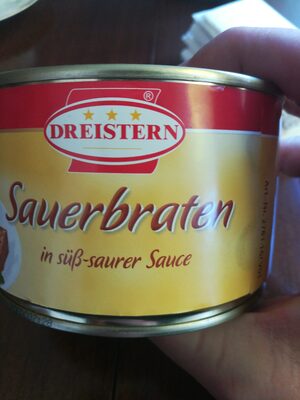 ®
DREISTERN
Sauerbraten
in süß-saurer Sauce